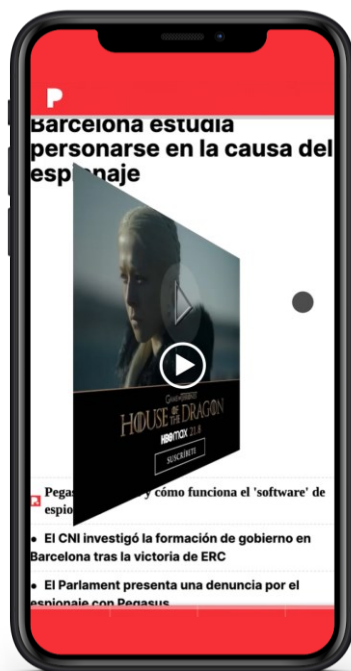 P
Barcelona estudia
personarse en la causa del
espionaje
GAME OF THRONES
HOUSE OF THE DRAGON
HBOMAX 21.8
SUSCRÍBETE
y cómo funciona el 'software' de
● El CNI investigó la formación de gobierno en
Barcelona tras la victoria de ERC
● El Parlament presenta una denuncia por el
espionaje con Pegasus